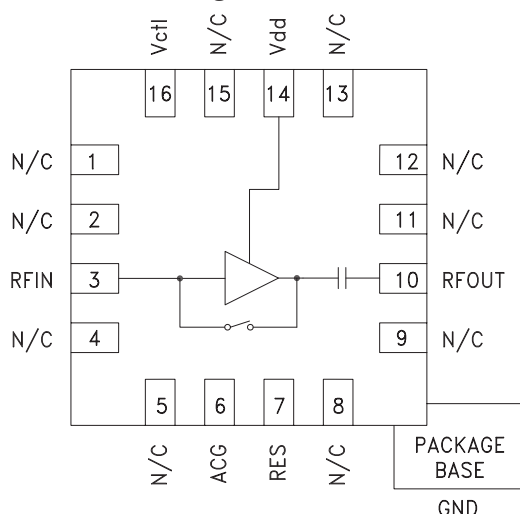 Vctl N/C Vdd N/C
16 15 14 13
N/C 1 12 N/C
N/C 2 11 N/C
RFIN 3 10 RFOUT
N/C 4 9 N/C
5 6 7 8
N/C ACG RES N/C
PACKAGE
BASE
GND